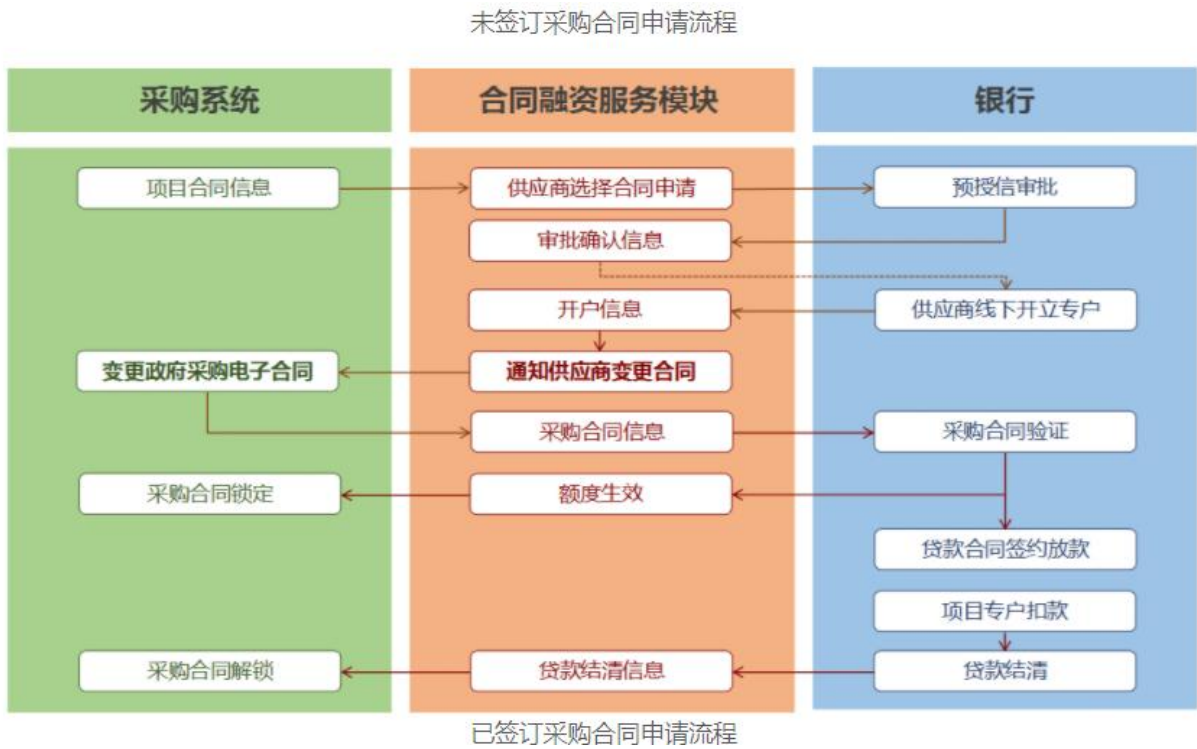 未签订采购合同申请流程
采购系统 合同融资服务模块 银行
项目合同信息 供应商选择合同申请 预授信审批
审批确认信息
开户信息 供应商线下开立专户
变更政府采购电子合同 通知供应商变更合同
采购合同信息 采购合同验证
采购合同锁定 额度生效
贷款合同签约放款
项目专户扣款
采购合同解锁 贷款结清信息 贷款结清
已签订采购合同申请流程